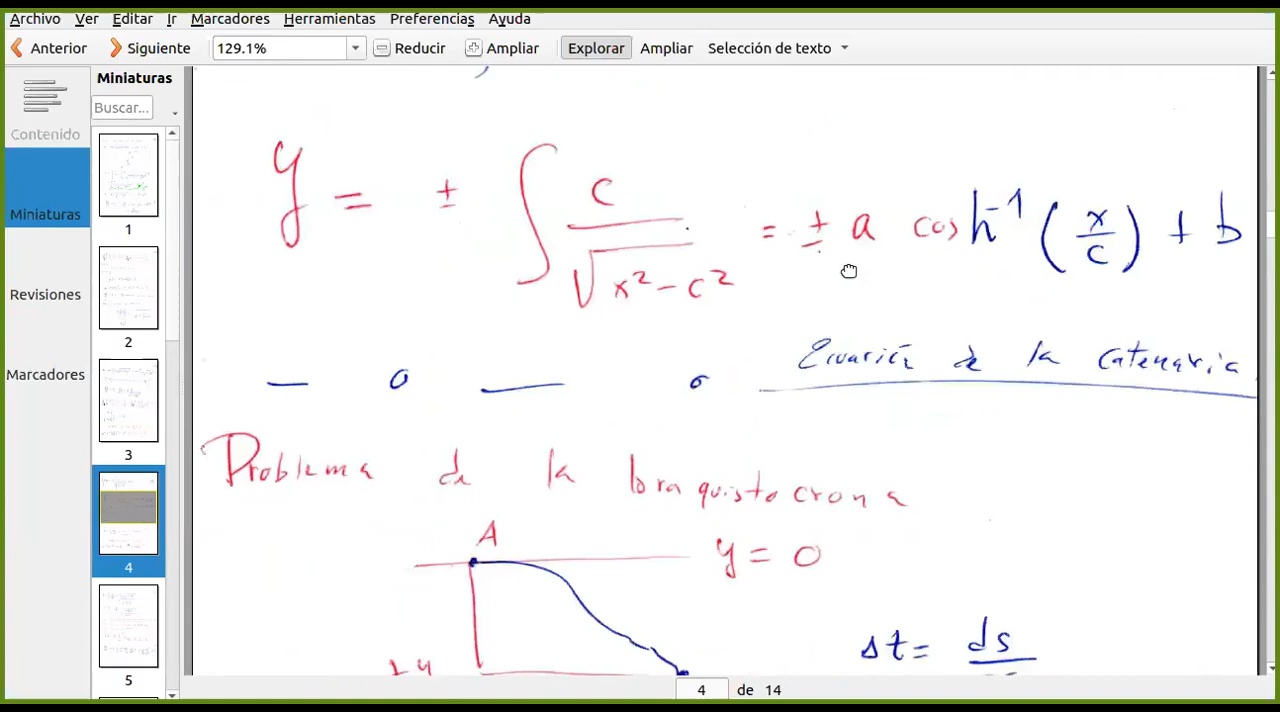 Archivo Ver Editar Ir Marcadores Herramientas Preferencias Ayuda
Anterior Siguiente 129.1% Reducir Ampliar Explorar Ampliar Selección de texto
Contenido
Miniaturas
Revisiones
Marcadores
Miniaturas
Buscar...
1
2
3
4
5
y = ± ∫ c / √(x² - c²) = ± a cosh⁻¹ (x/c) + b
Ecuación de la Catenaria
Problema de la braquistocrona
A
y = 0
Δt = ds
4 de 14